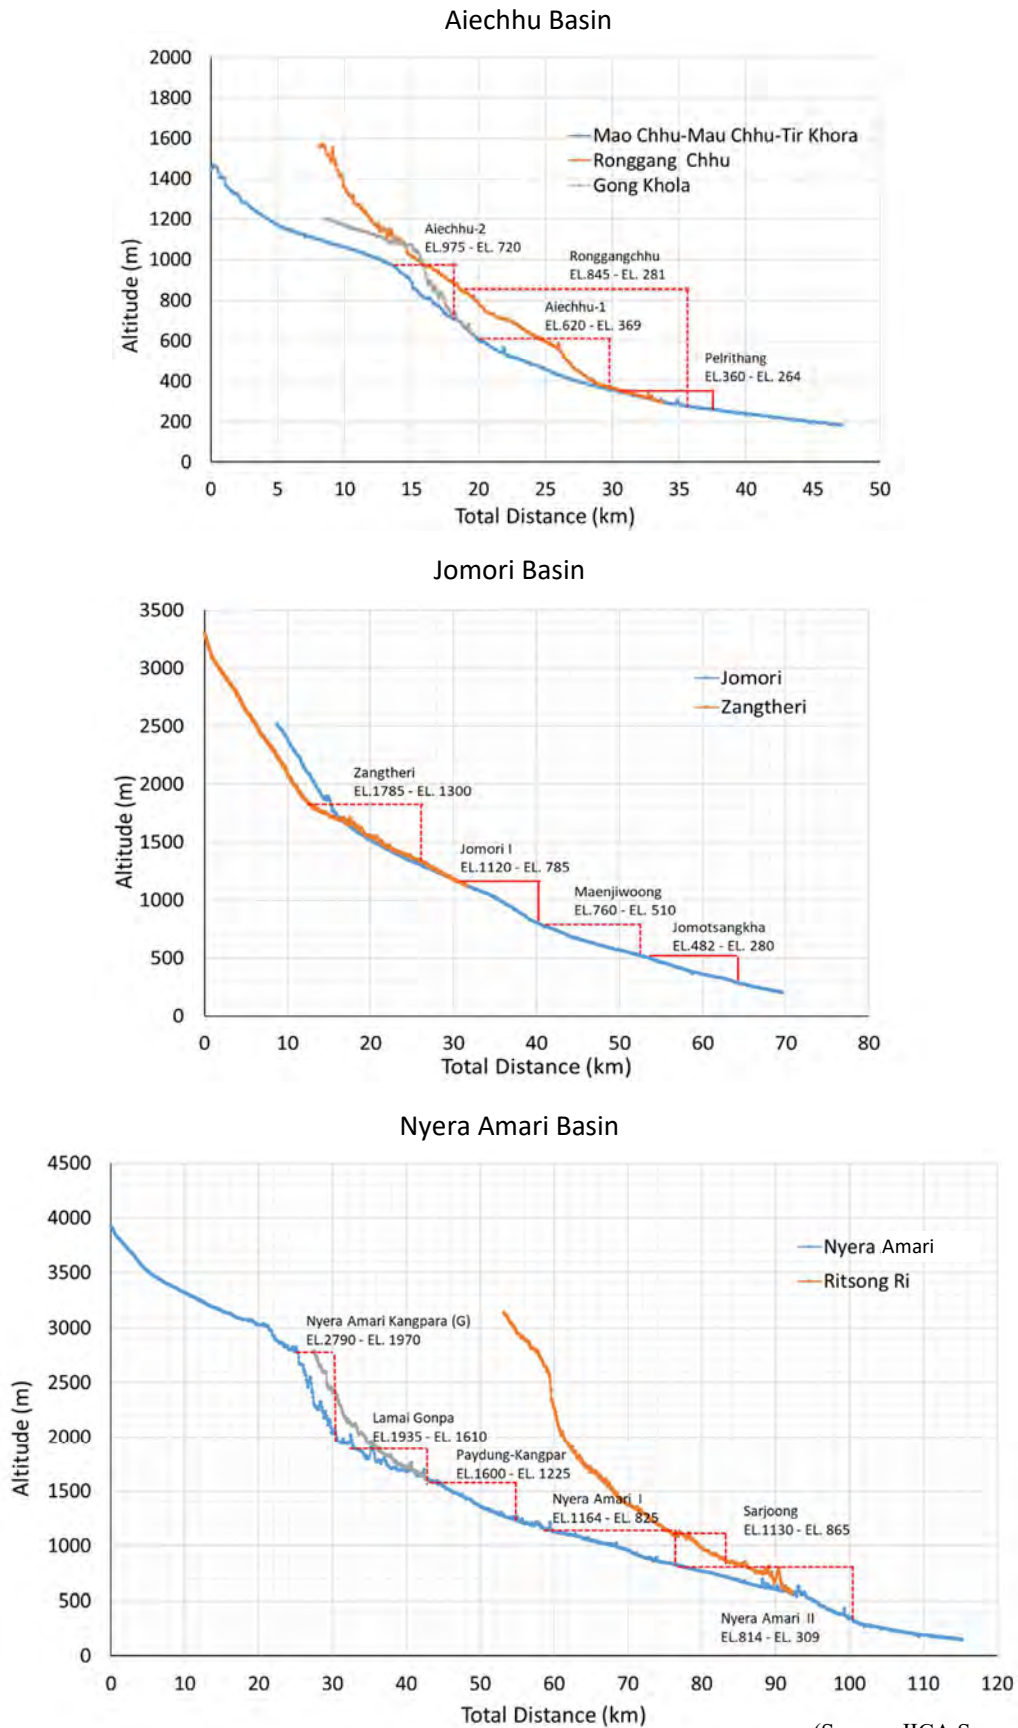 Aiechhu Basin
2000
1800
1600
1400
1200
1000
800
600
400
200
0
Altitude (m)
Mao Chhu-Mau Chhu-Tir Khora
Ronggang Chhu
Gong Khola
Aiechhu-2
EL.975 - EL. 720
Ronggangchhu
EL.845 - EL. 281
Aiechhu-1
EL.620 - EL. 369
Pelrithang
EL.360 - EL. 264
0 5 10 15 20 25 30 35 40 45 50
Total Distance (km)
Jomori Basin
3500
3000
2500
2000
1500
1000
500
0
Altitude (m)
Jomori
Zangtheri
Zangtheri
EL.1785 - EL. 1300
Jomori I
EL.1120 - EL. 785
Maenjiwoong
EL.760 - EL. 510
Jomotsangkha
EL.482 - EL. 280
0 10 20 30 40 50 60 70 80
Total Distance (km)
Nyera Amari Basin
4500
4000
3500
3000
2500
2000
1500
1000
500
0
Altitude (m)
Nyera Amari
Ritsong Ri
Nyera Amari Kangpara (G)
EL.2790 - EL. 1970
Lamai Gonpa
EL.1935 - EL. 1610
Paydung-Kangpar
EL.1600 - EL. 1225
Nyera Amari I
EL.1164 - EL. 825
Sarjoong
EL.1130 - EL. 865
Nyera Amari II
EL.814 - EL. 309
0 10 20 30 40 50 60 70 80 90 100 110 120
Total Distance (km)